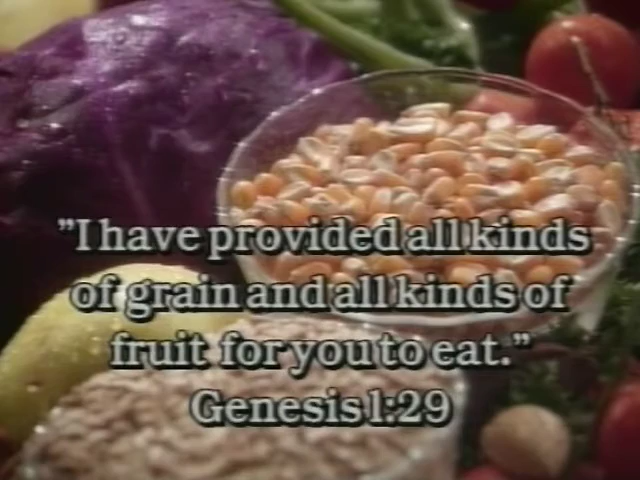 "I have provided all kinds
of grain and all kinds of
fruit for you to eat."
Genesis 1:29